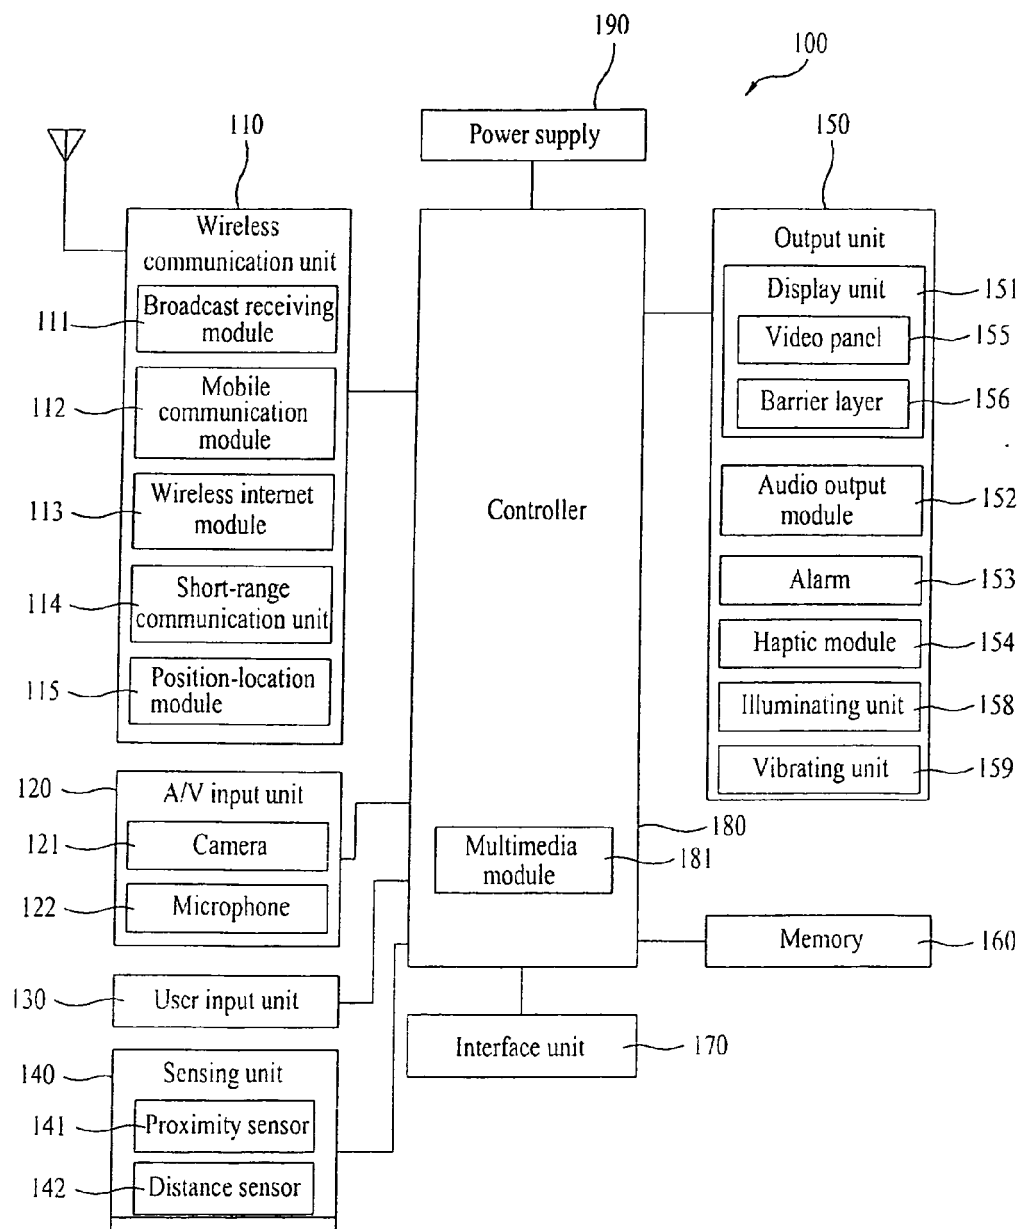 190
100
110
Power supply
150
Wireless
communication unit
Output unit
111
Broadcast receiving
module
Display unit
151
Video panel
155
112
Mobile
communication
module
Barrier layer
156
113
Wireless internet
module
Controller
Audio output
module
152
114
Short-range
communication unit
Alarm
153
Haptic module
154
115
Position-location
module
Illuminating unit
158
Vibrating unit
159
120
A/V input unit
180
121
Camera
Multimedia
module
181
122
Microphone
Memory
160
130
User input unit
Interface unit
170
140
Sensing unit
141
Proximity sensor
142
Distance sensor